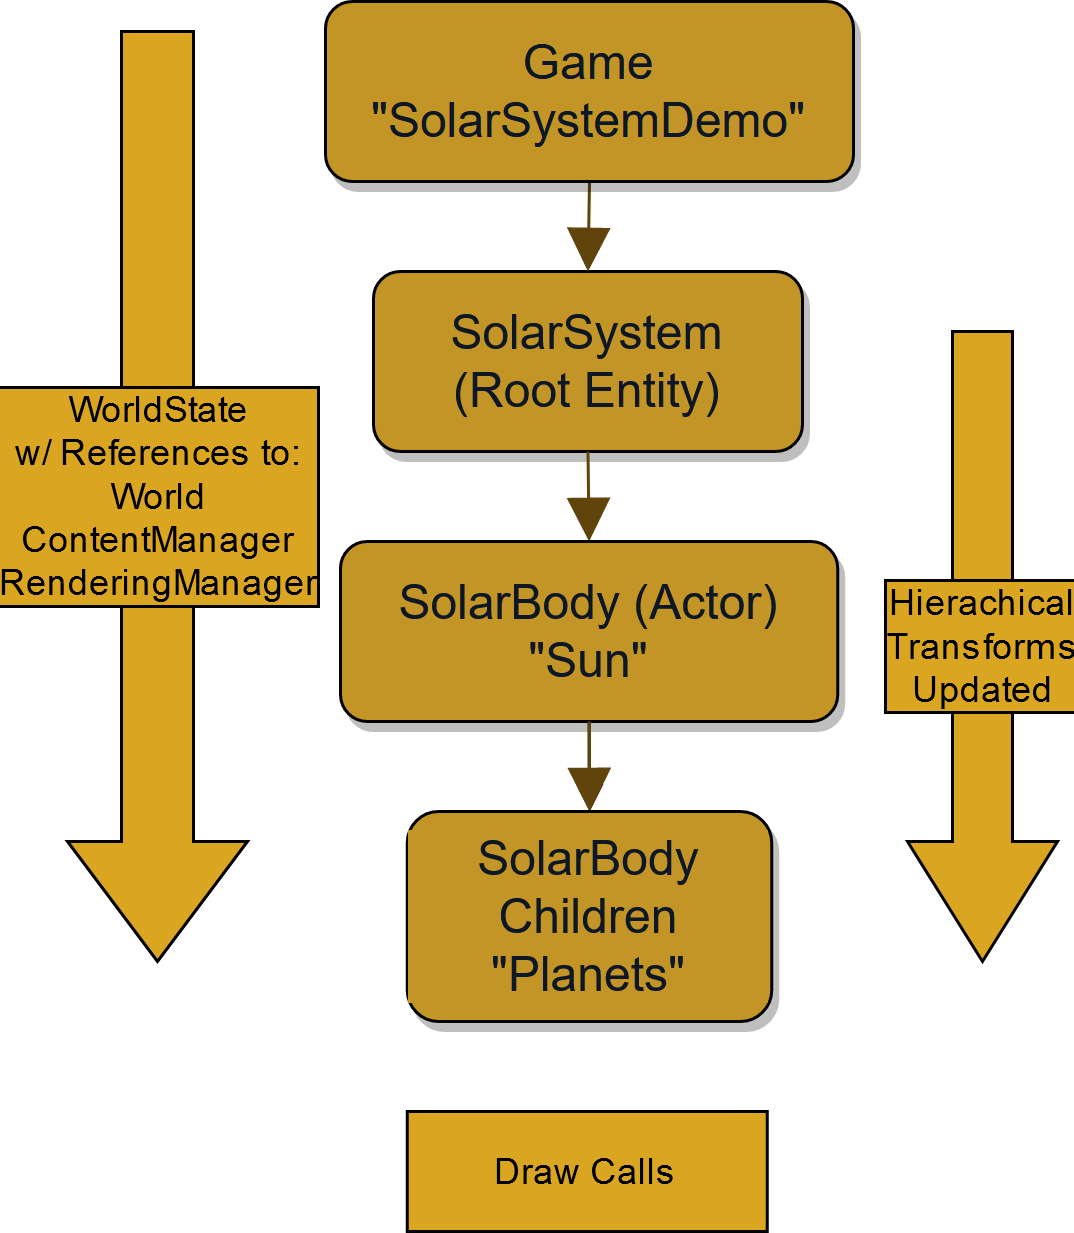 Game
"SolarSystemDemo"
SolarSystem
(Root Entity)
WorldState
w/ References to:
World
ContentManager
RenderingManager
SolarBody (Actor)
"Sun"
Hierachical
Transforms
Updated
SolarBody
Children
"Planets"
Draw Calls